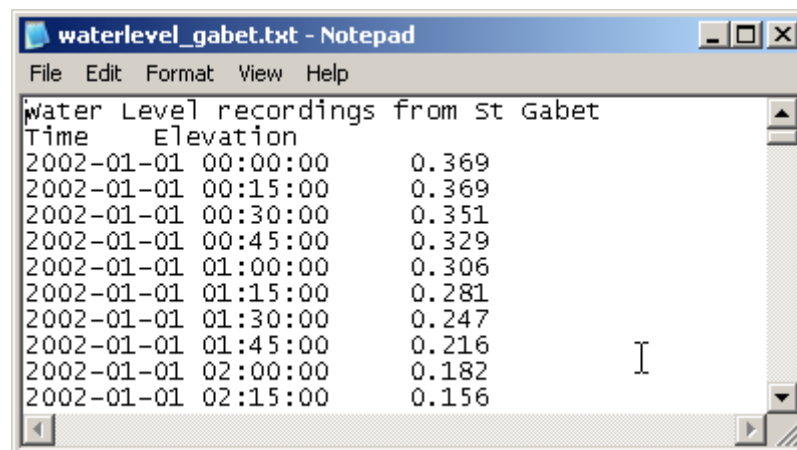 waterlevel_gabet.txt - Notepad
File Edit Format View Help
Water Level recordings from St Gabet
Time Elevation
2002-01-01 00:00:00 0.369
2002-01-01 00:15:00 0.369
2002-01-01 00:30:00 0.351
2002-01-01 00:45:00 0.329
2002-01-01 01:00:00 0.306
2002-01-01 01:15:00 0.281
2002-01-01 01:30:00 0.247
2002-01-01 01:45:00 0.216
2002-01-01 02:00:00 0.182
2002-01-01 02:15:00 0.156